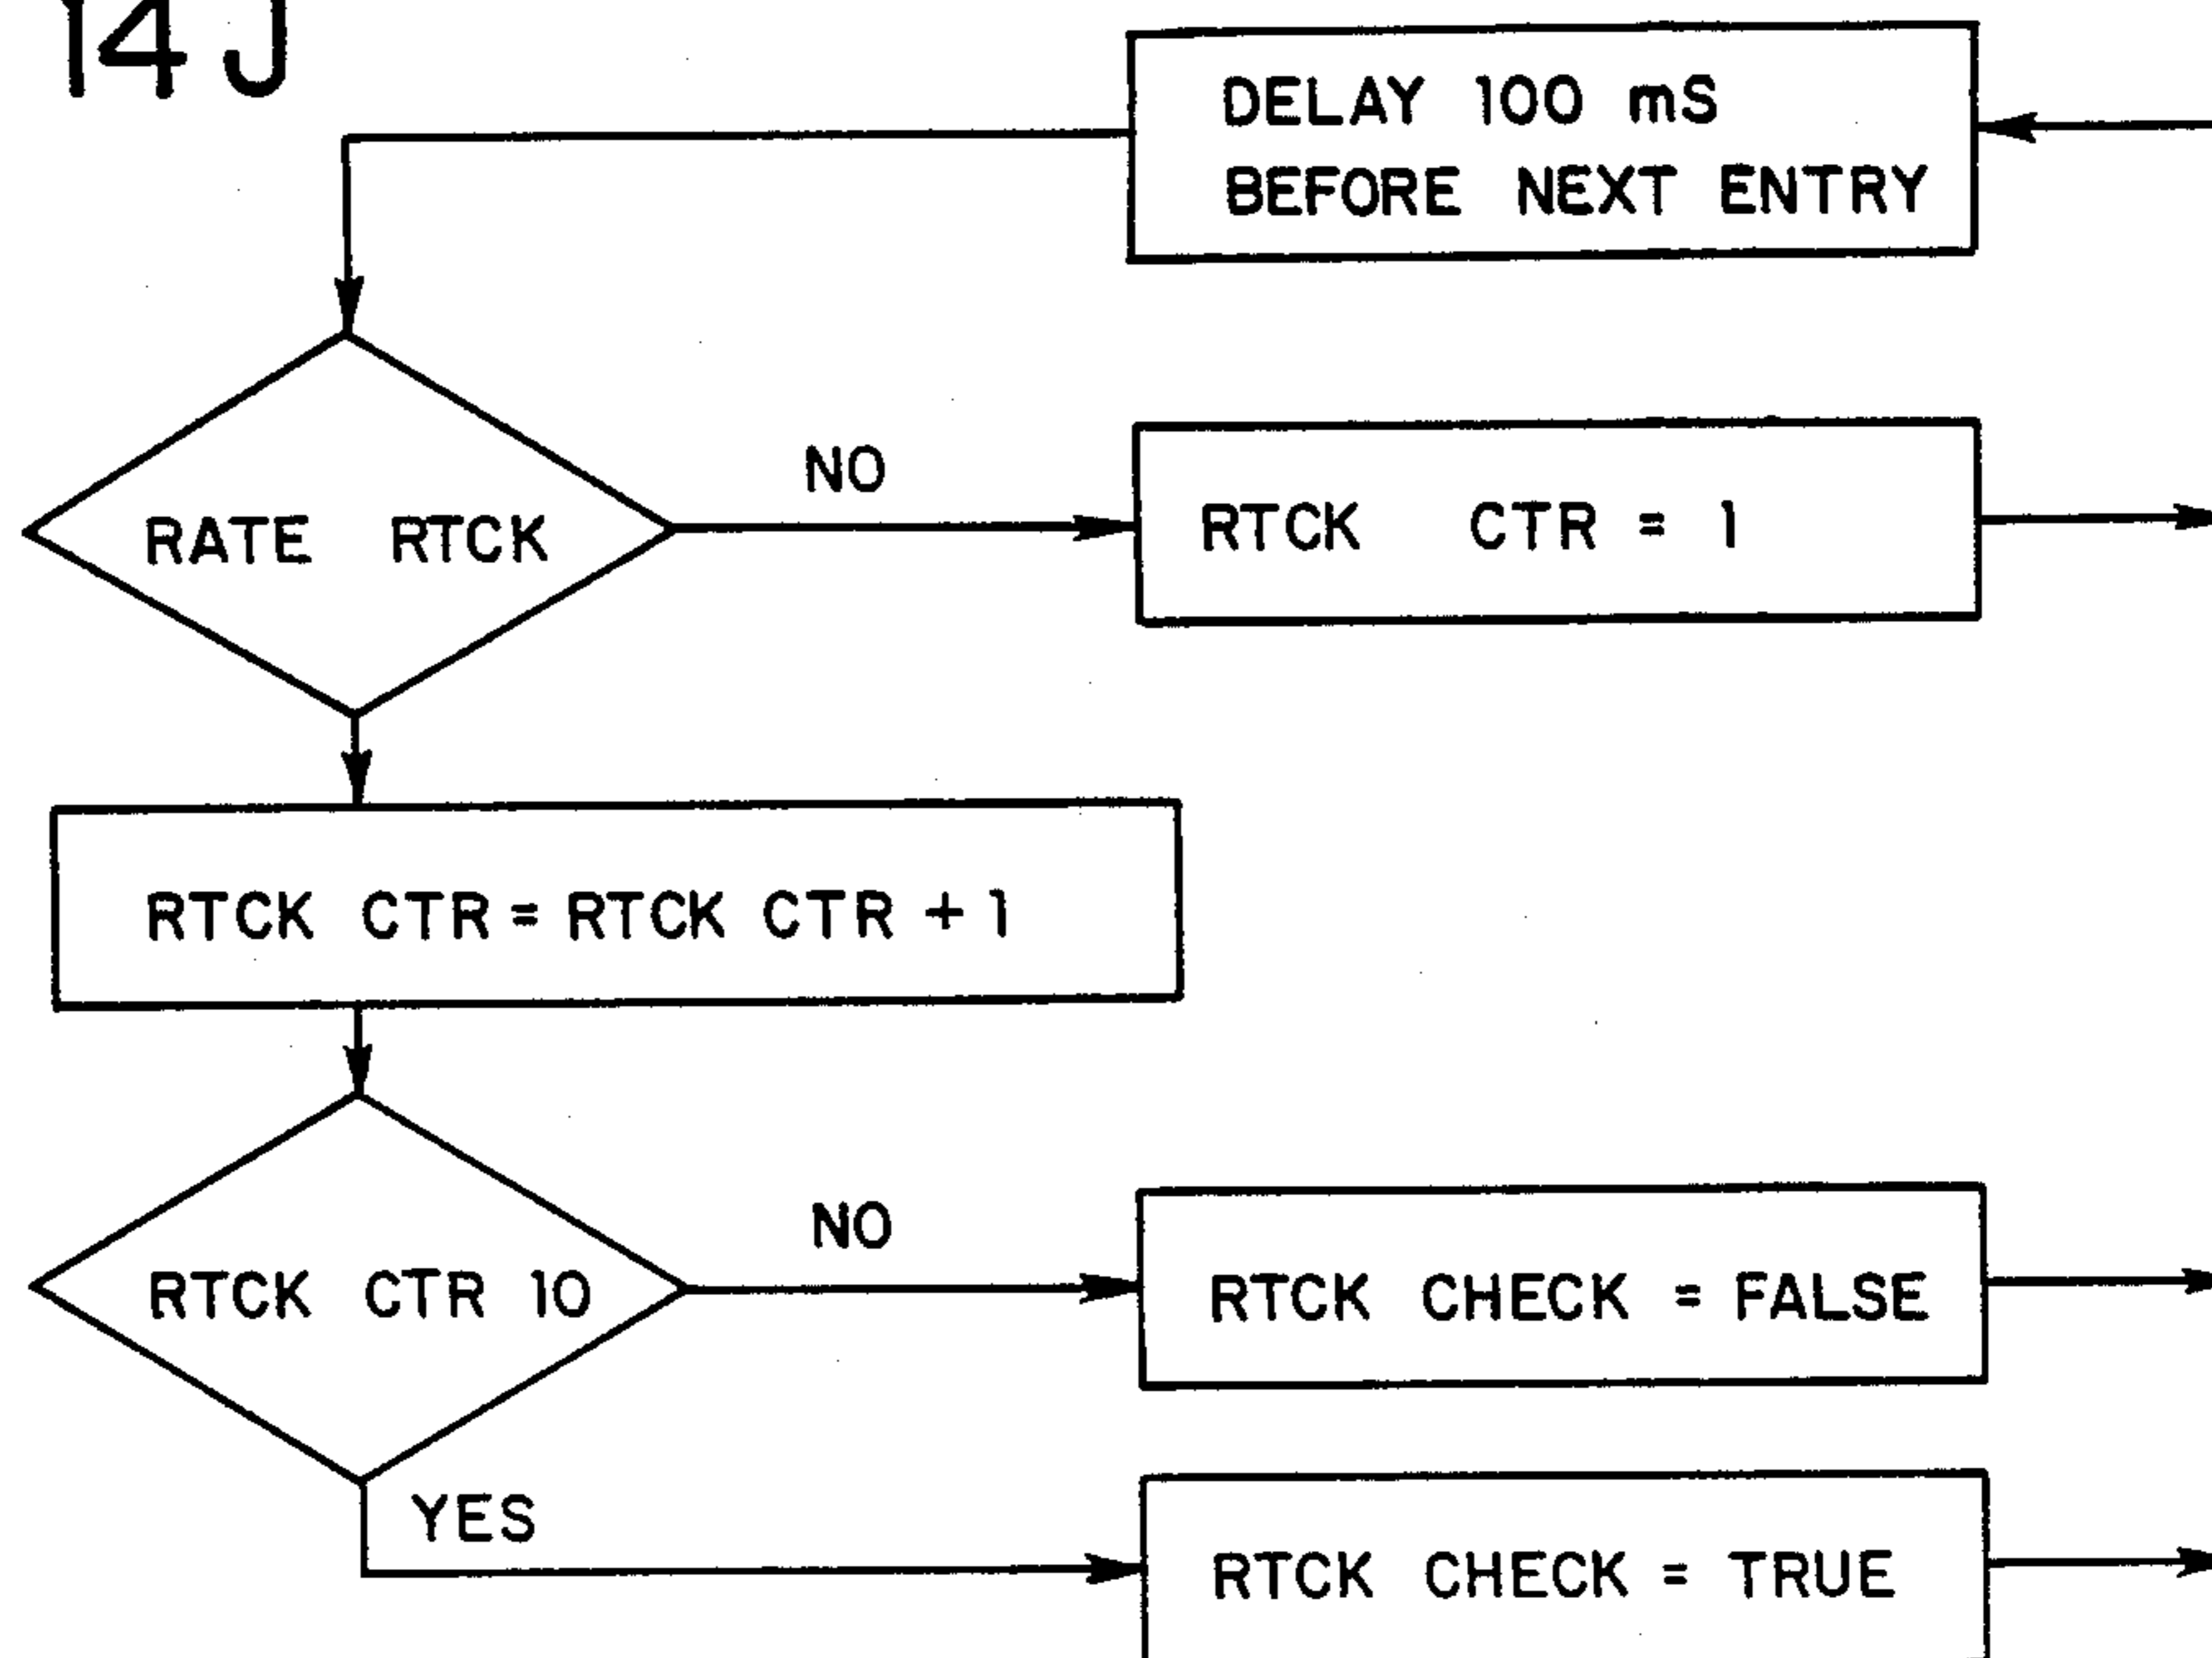 14 J
DELAY 100 mS
BEFORE NEXT ENTRY
NO
RATE RTCK
RTCK CTR = 1
RTCK CTR = RTCK CTR + 1
NO
RTCK CTR 10
RTCK CHECK = FALSE
YES
RTCK CHECK = TRUE